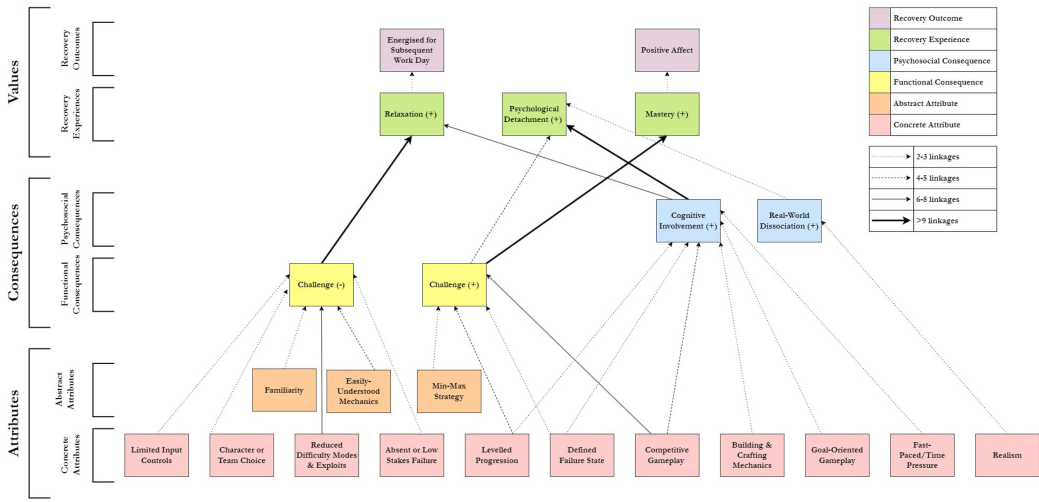 Values
Recovery
Outcomes
Energised for
Subsequent
Work Day
Positive Affect
Recovery
Experiences
Relaxation (+)
Psychological
Detachment (+)
Mastery (+)
Consequences
Psychosocial
Consequences
Cognitive
Involvement (+)
Real-World
Dissociation (+)
Functional
Consequences
Challenge (-)
Challenge (+)
Attributes
Abstract
Attributes
Familiarity
Easily-
Understood
Mechanics
Min-Max
Strategy
Concrete
Attributes
Limited Input
Controls
Character or
Team Choice
Reduced
Difficulty Modes
& Exploits
Absent or Low
Stakes Failure
Levelled
Progression
Defined
Failure State
Competitive
Gameplay
Building &
Crafting
Mechanics
Goal-Oriented
Gameplay
Fast-
Paced/Time
Pressure
Realism
Recovery Outcome
Recovery Experience
Psychosocial Consequence
Functional Consequence
Abstract Attribute
Concrete Attribute
2-3 linkages
4-5 linkages
6-8 linkages
>9 linkages